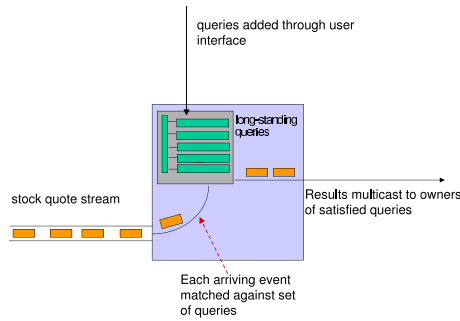 queries added through user
interface
long-standing
queries
stock quote stream
Results multicast to owners
of satisfied queries
Each arriving event
matched against set
of queries